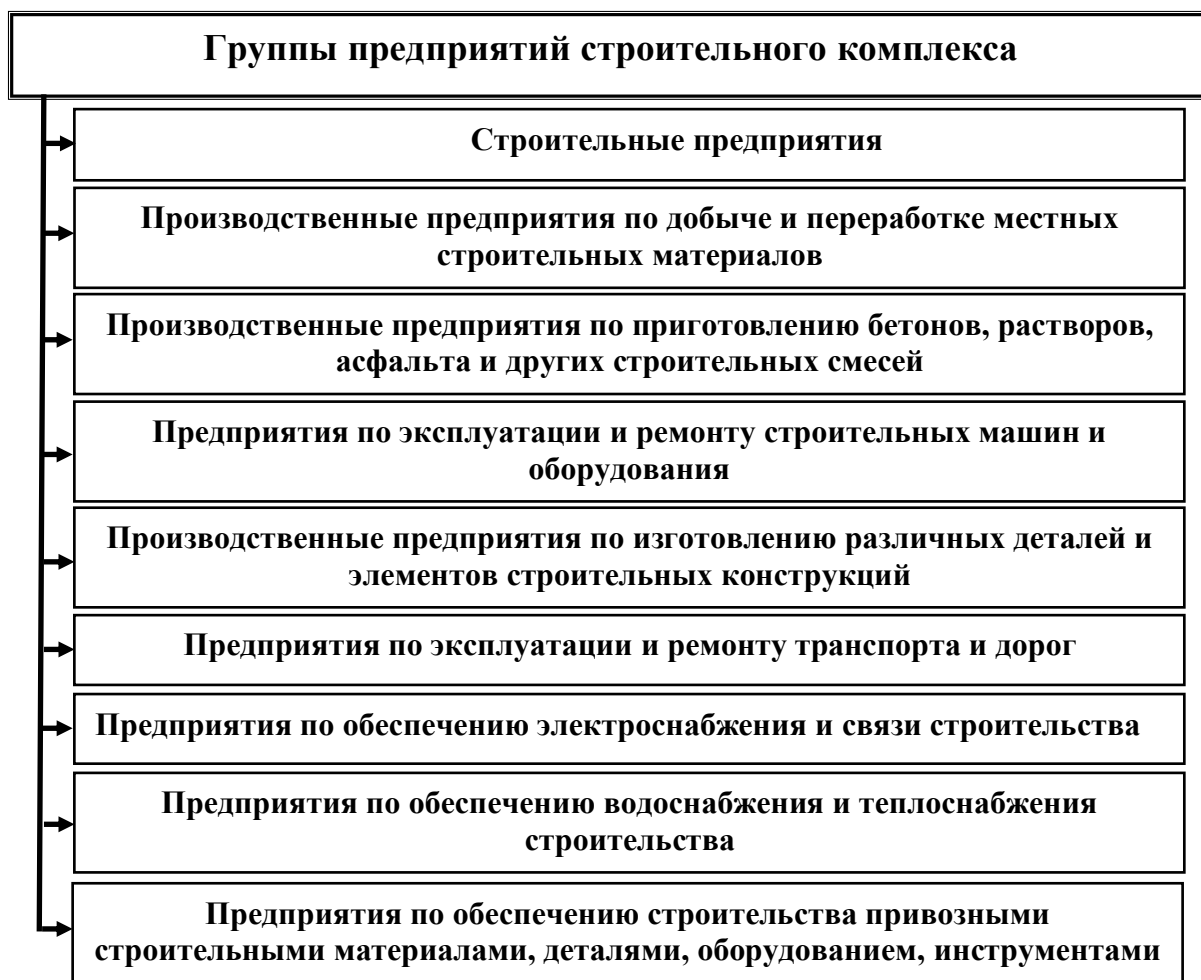 Группы предприятий строительного комплекса
Строительные предприятия
Производственные предприятия по добыче и переработке местных
строительных материалов
Производственные предприятия по приготовлению бетонов, растворов,
асфальта и других строительных смесей
Предприятия по эксплуатации и ремонту строительных машин и
оборудования
Производственные предприятия по изготовлению различных деталей и
элементов строительных конструкций
Предприятия по эксплуатации и ремонту транспорта и дорог
Предприятия по обеспечению электроснабжения и связи строительства
Предприятия по обеспечению водоснабжения и теплоснабжения
строительства
Предприятия по обеспечению строительства привозными
строительными материалами, деталями, оборудованием, инструментами